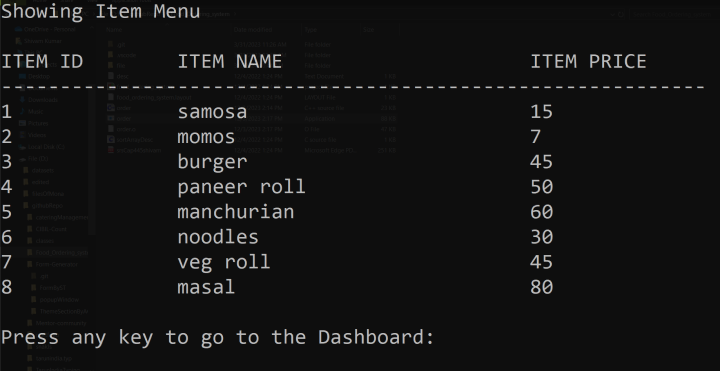 Showing Item Menu
ITEM ID ITEM NAME ITEM PRICE
--------------------------------------------------------------------
1 samosa 15
2 momos 7
3 burger 45
4 paneer roll 50
5 manchurian 60
6 noodles 30
7 veg roll 45
8 masal 80
Press any key to go to the Dashboard: